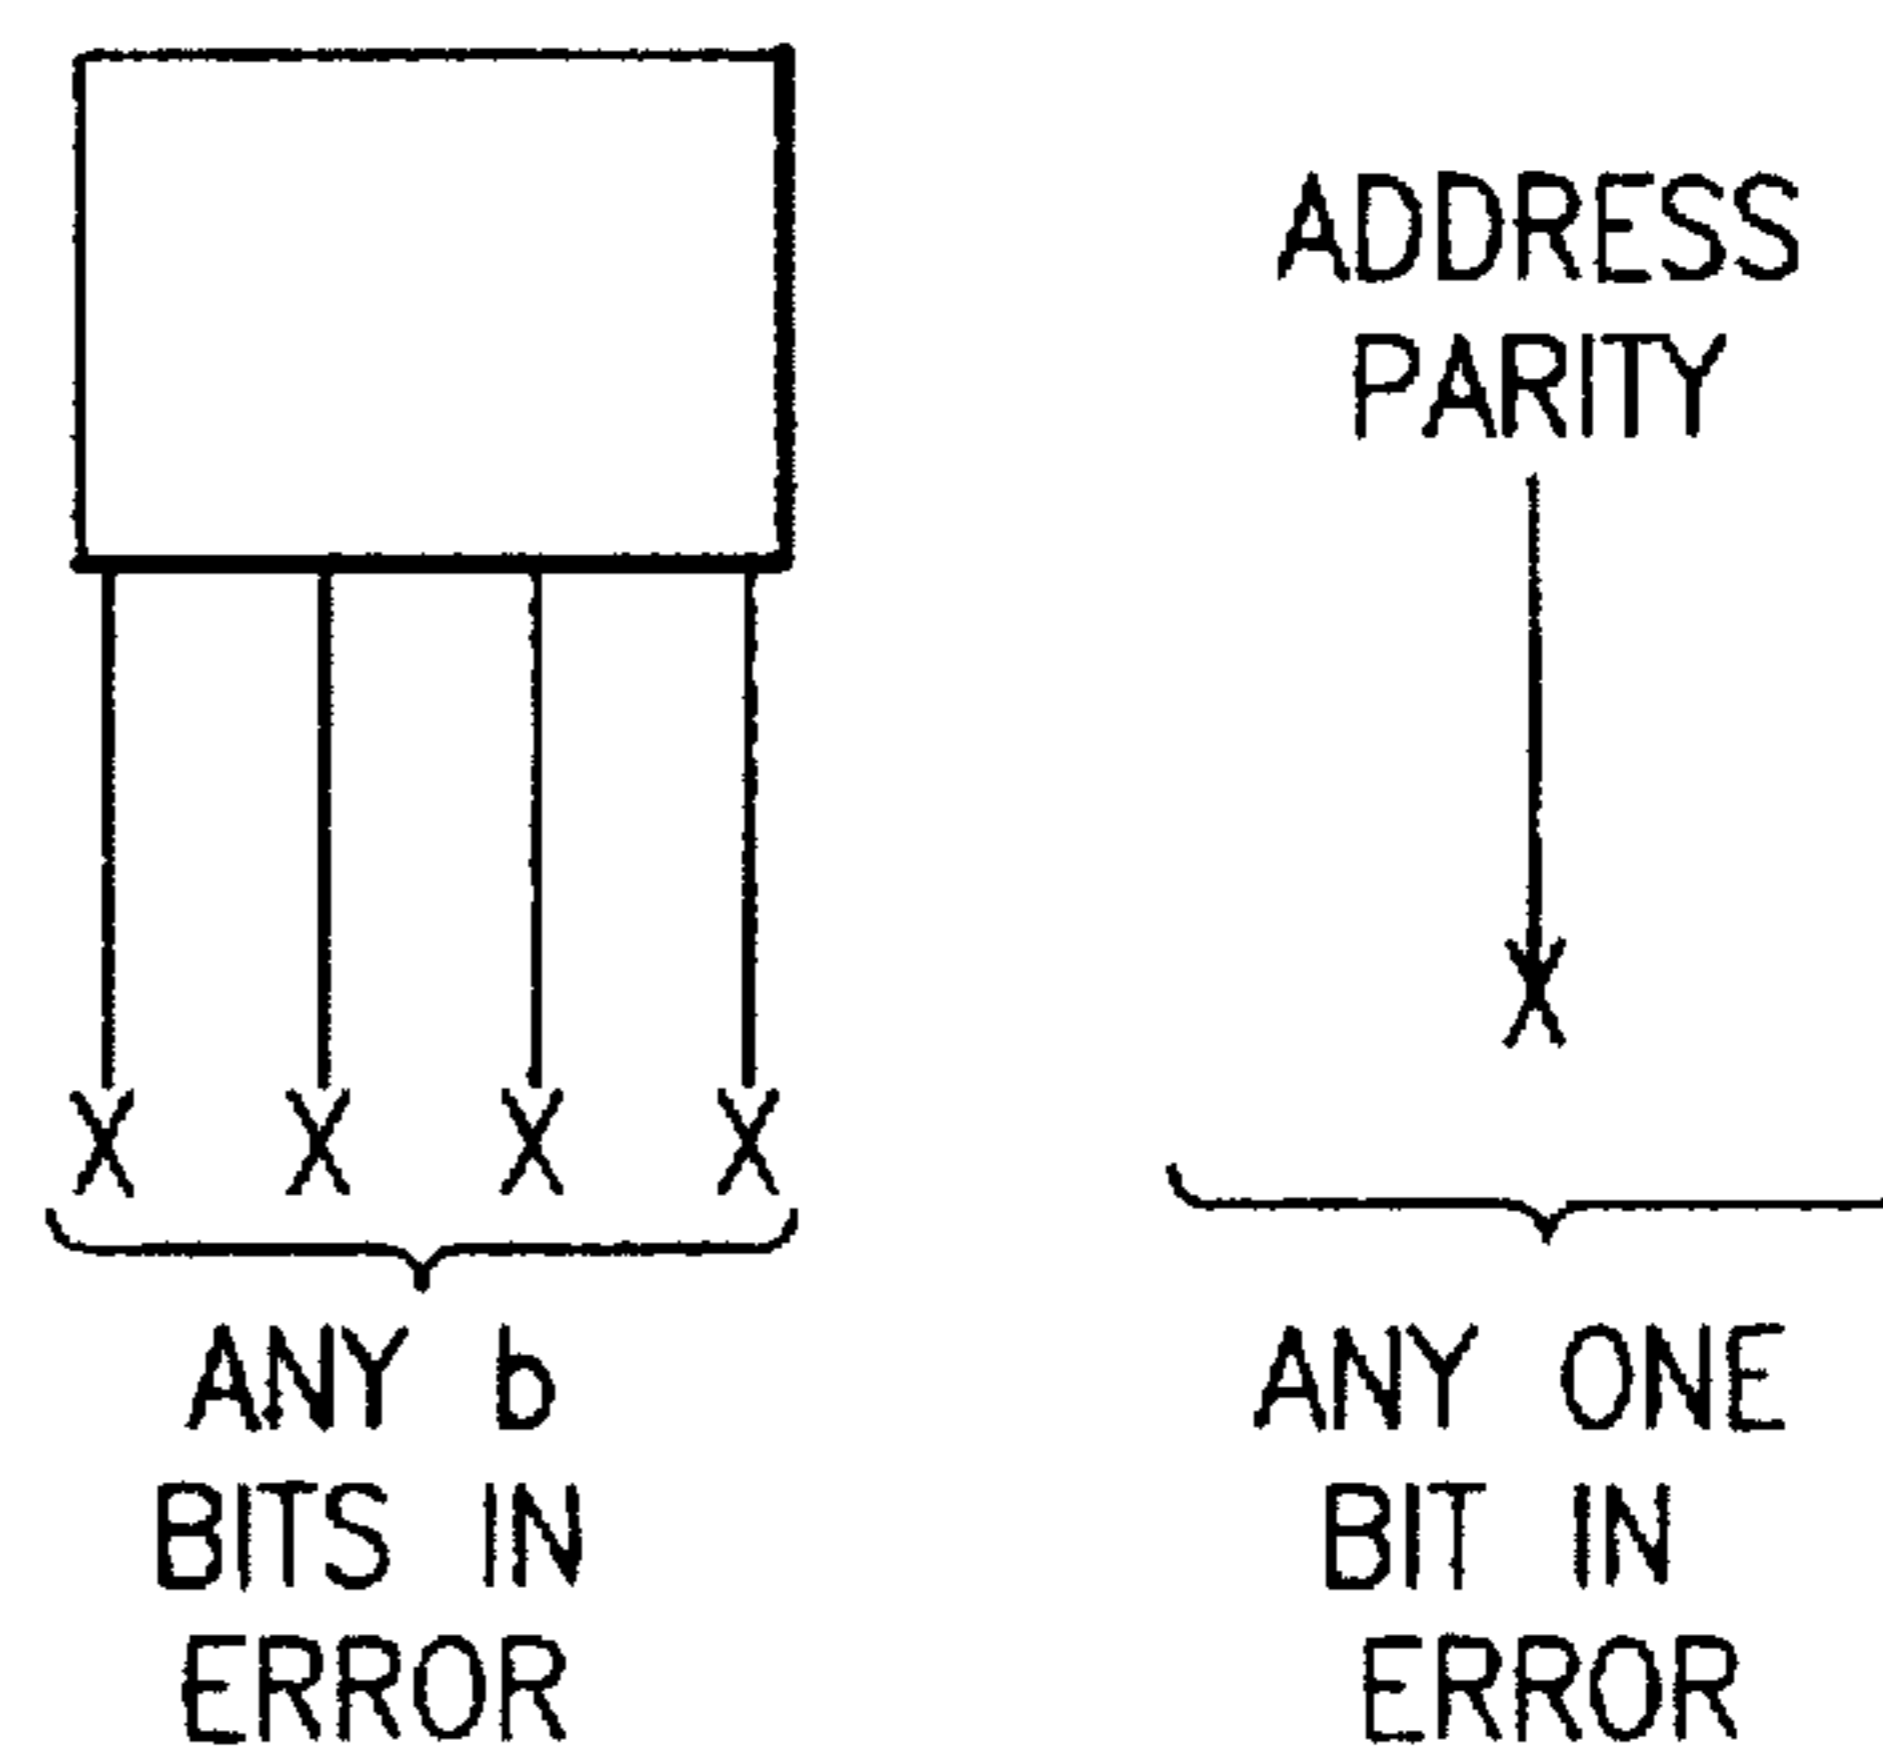 ADDRESS
PARITY
X X X X
X
ANY b
BITS IN
ERROR
ANY ONE
BIT IN
ERROR